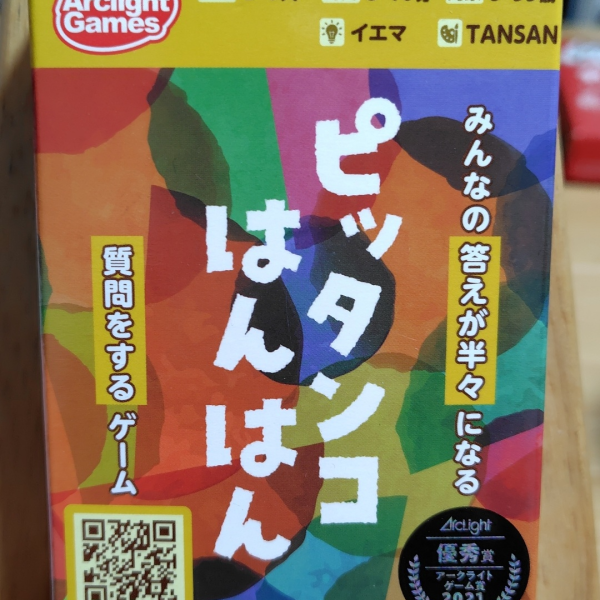 Arclight
Games
イエマ
TANSAN
みんなの答えが半々になる
ピッタンコ
はんはん
質問をするゲーム
ArcLight
優秀賞
アークライト
ゲーム賞
2021